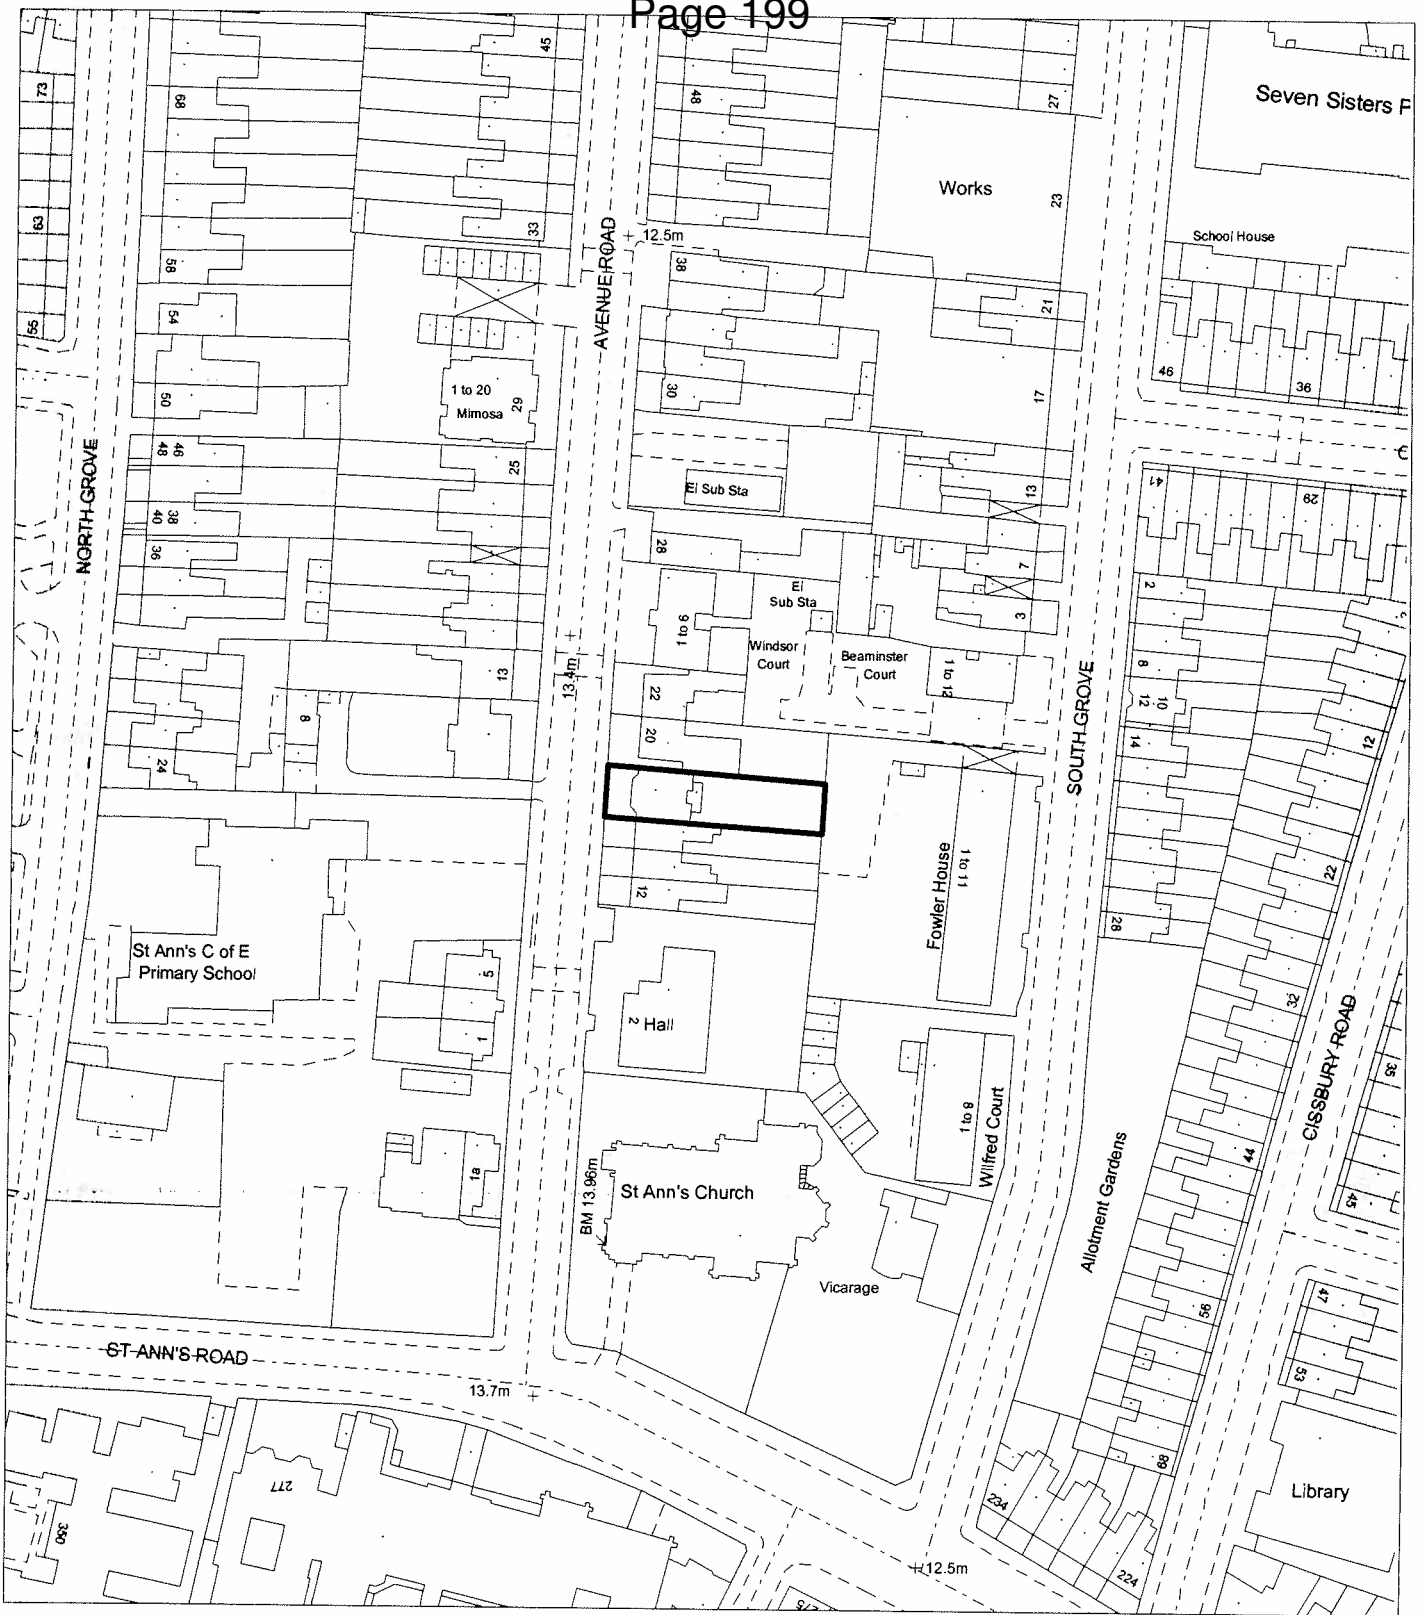 Page 199
45
73
68
48
27
Seven Sisters P
Works
23
63
33
12.5m
School House
58
38
AVENUE ROAD
21
54
55
46
36
1 to 20
Mimosa
29
30
17
50
NORTH GROVE
48
46
25
El Sub Sta
13
41
29
40
38
36
28
7
2
El
Sub Sta
3
1 to 9
Windsor
Court
Beaminster
Court
1 to 12
8
13
13.4m
SOUTH GROVE
22
10
12
8
20
14
12
24
Fowler House
1 to 11
22
12
28
St Ann's C of E
Primary School
5
32
2
Hall
1
CISSBURY ROAD
35
1 to 8
Wilfred Court
44
1a
St Ann's Church
BM 13.96m
Allotment Gardens
45
Vicarage
47
56
ST ANN'S ROAD
53
13.7m
68
277
Library
234
350
12.5m
224
275